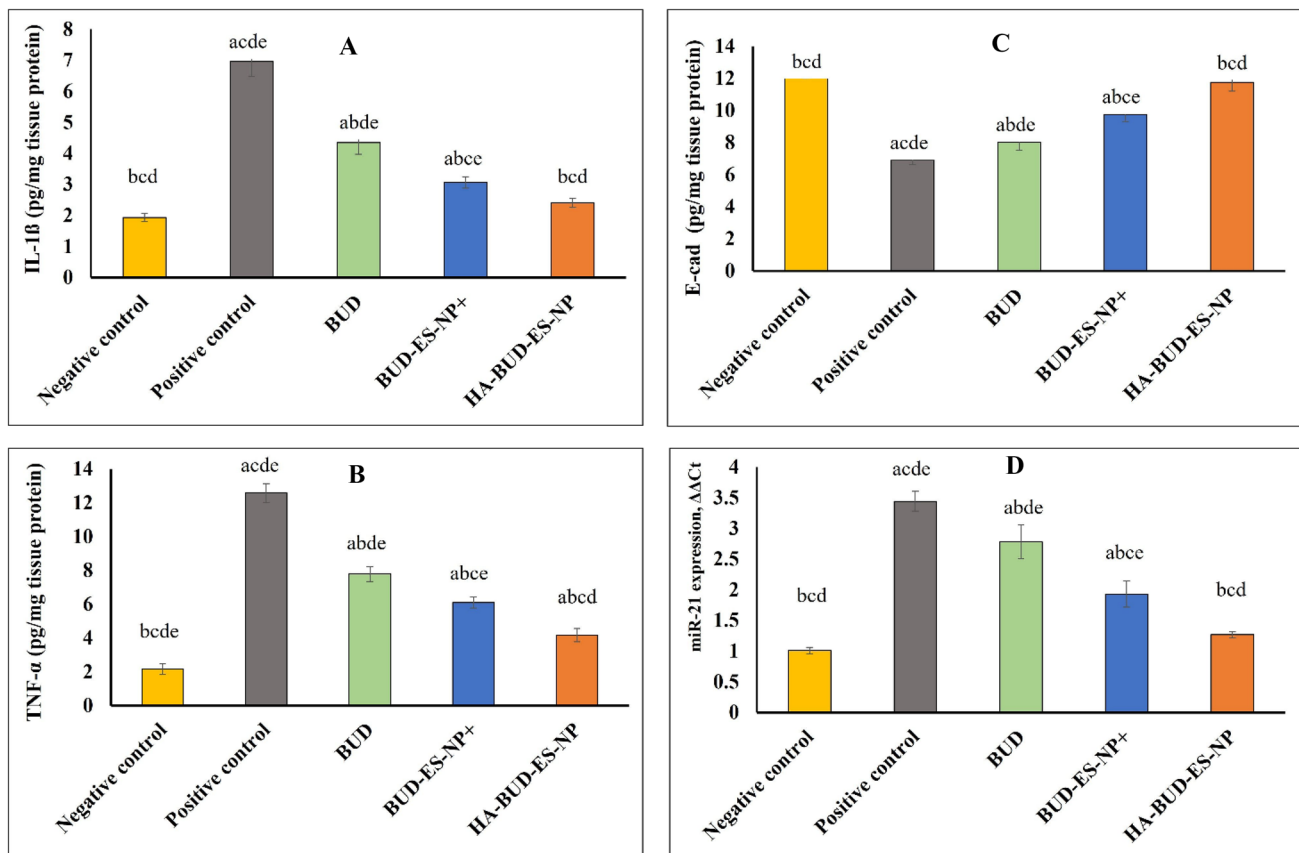 A
IL-1ß (pg/mg tissue protein)
8
7
6
5
4
3
2
1
0
acde
abde
abce
bcd
bcd
Negative control
Positive control
BUD
BUD-ES-NP+
HA-BUD-ES-NP
C
E-cad (pg/mg tissue protein)
14
12
10
8
6
4
2
0
bcd
acde
abde
abce
bcd
Negative control
Positive control
BUD
BUD-ES-NP+
HA-BUD-ES-NP
B
TNF-α (pg/mg tissue protein)
14
12
10
8
6
4
2
0
bcde
acde
abde
abce
abcd
Negative control
Positive control
BUD
BUD-ES-NP+
HA-BUD-ES-NP
D
miR-21 expression, ΔΔCt
4
3.5
3
2.5
2
1.5
1
0.5
0
bcd
acde
abde
abce
bcd
Negative control
Positive control
BUD
BUD-ES-NP+
HA-BUD-ES-NP